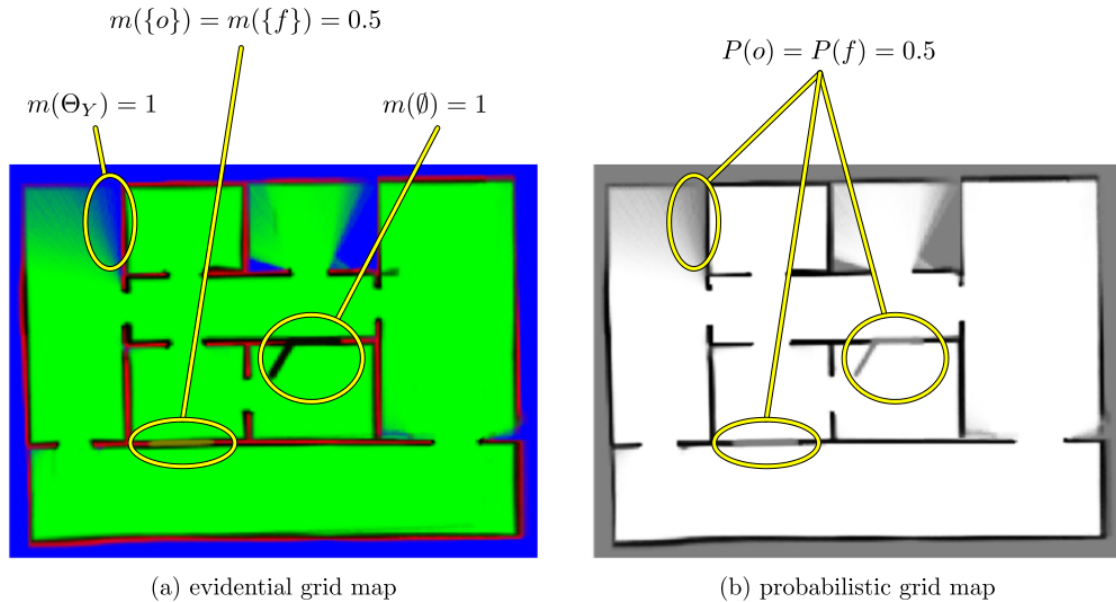 m({o}) = m({f}) = 0.5
P(o) = P(f) = 0.5
m(Θ_Y) = 1
m(∅) = 1
(a) evidential grid map
(b) probabilistic grid map